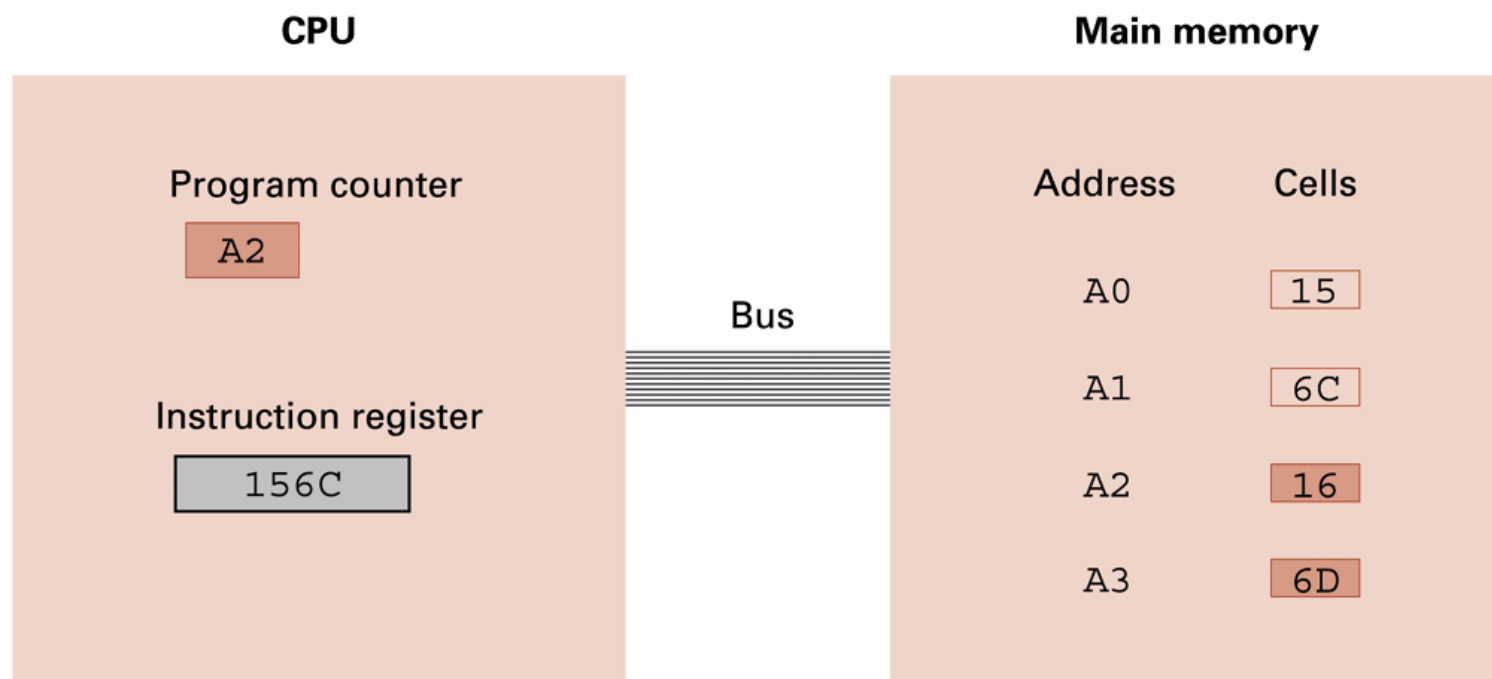 CPU
Main memory
Program counter
A2
Instruction register
156C
Bus
Address Cells
A0 15
A1 6C
A2 16
A3 6D